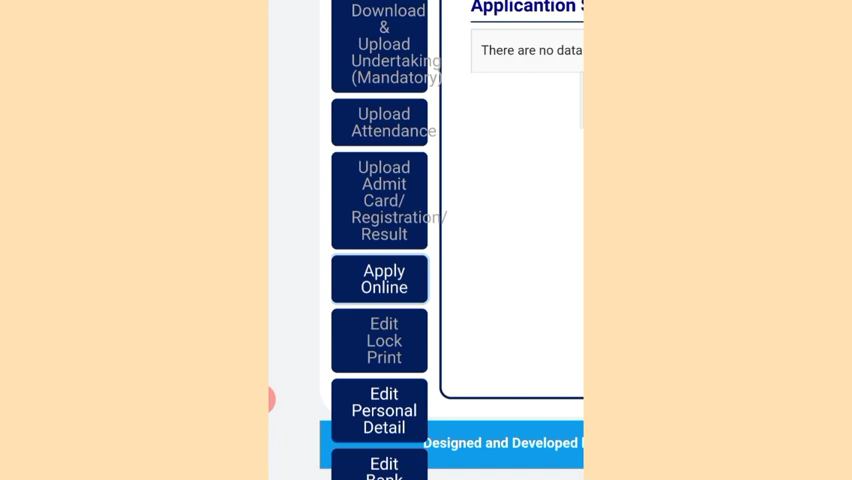 Download
&
Upload
Undertaking
(Mandatory)
Upload
Attendance
Upload
Admit
Card/
Registration/
Result
Apply
Online
Edit
Lock
Print
Edit
Personal
Detail
Edit
Bank
Applicantion S
There are no data
Designed and Developed